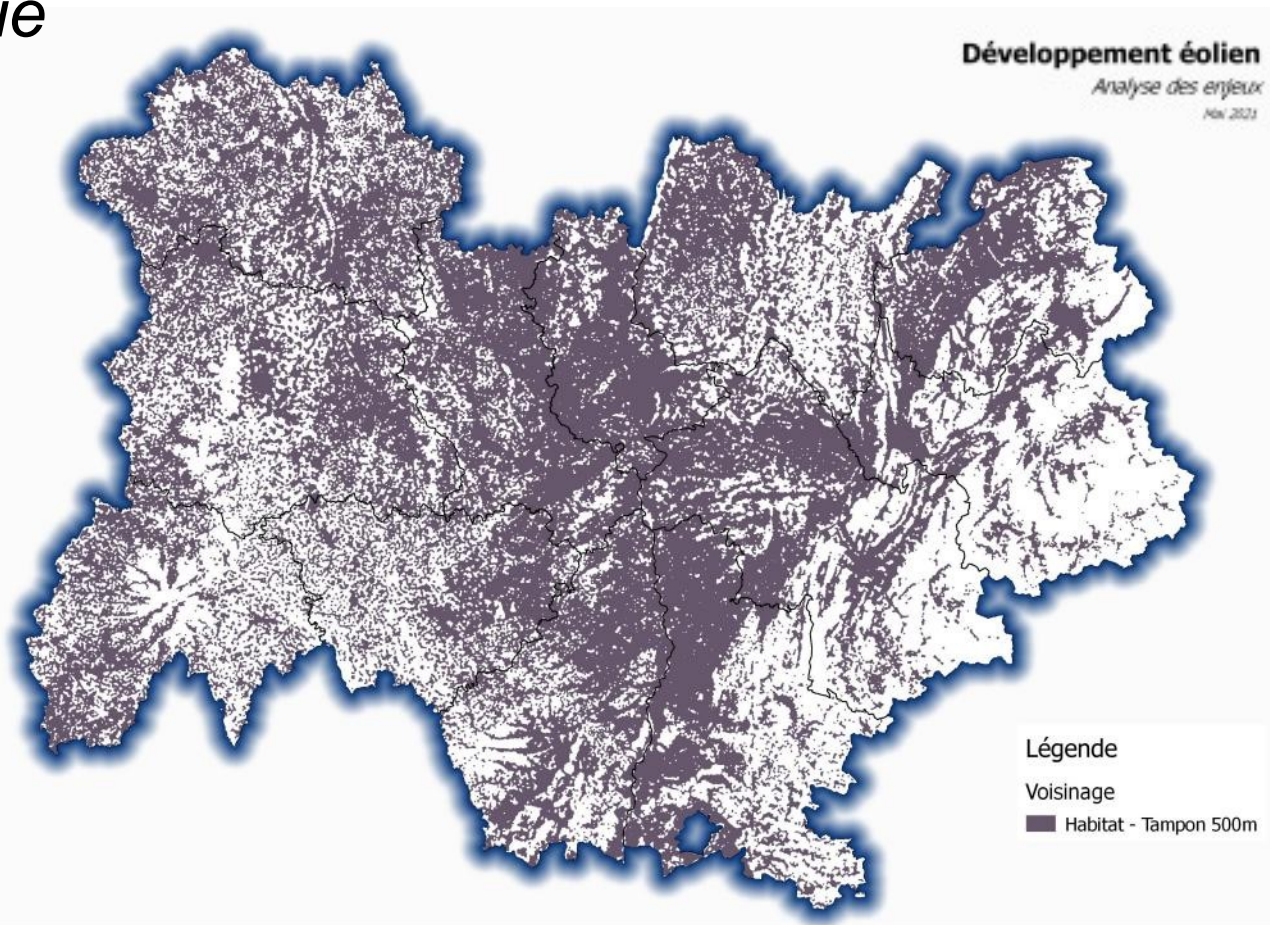 ue
Développement éolien
Analyse des enjeux
Mai 2021
Légende
Voisinage
Habitat - Tampon 500m